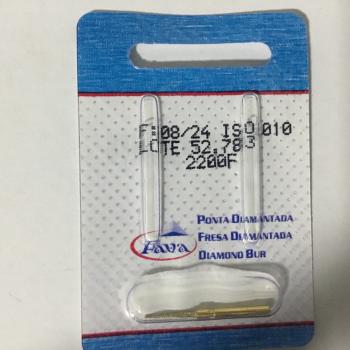 F:08/24 ISO 010
LOTE 52.783
2200F
Fava
PONTA DIAMANTADA
FRESA DIAMANTADA
DIAMOND BUR